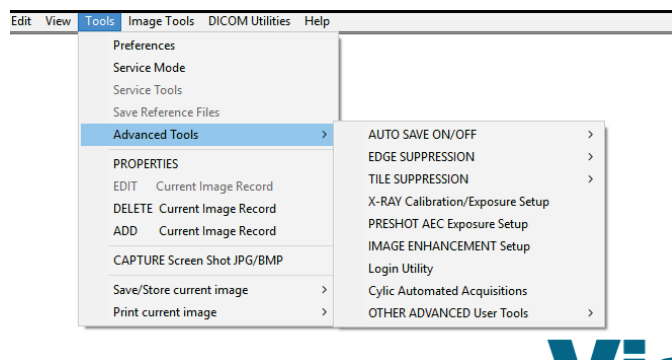 Edit View Tools Image Tools DICOM Utilities Help
Preferences
Service Mode
Service Tools
Save Reference Files
Advanced Tools
PROPERTIES
EDIT Current Image Record
DELETE Current Image Record
ADD Current Image Record
CAPTURE Screen Shot JPG/BMP
Save/Store current image
Print current image
AUTO SAVE ON/OFF
EDGE SUPPRESSION
TILE SUPPRESSION
X-RAY Calibration/Exposure Setup
PRESHOT AEC Exposure Setup
IMAGE ENHANCEMENT Setup
Login Utility
Cylic Automated Acquisitions
OTHER ADVANCED User Tools